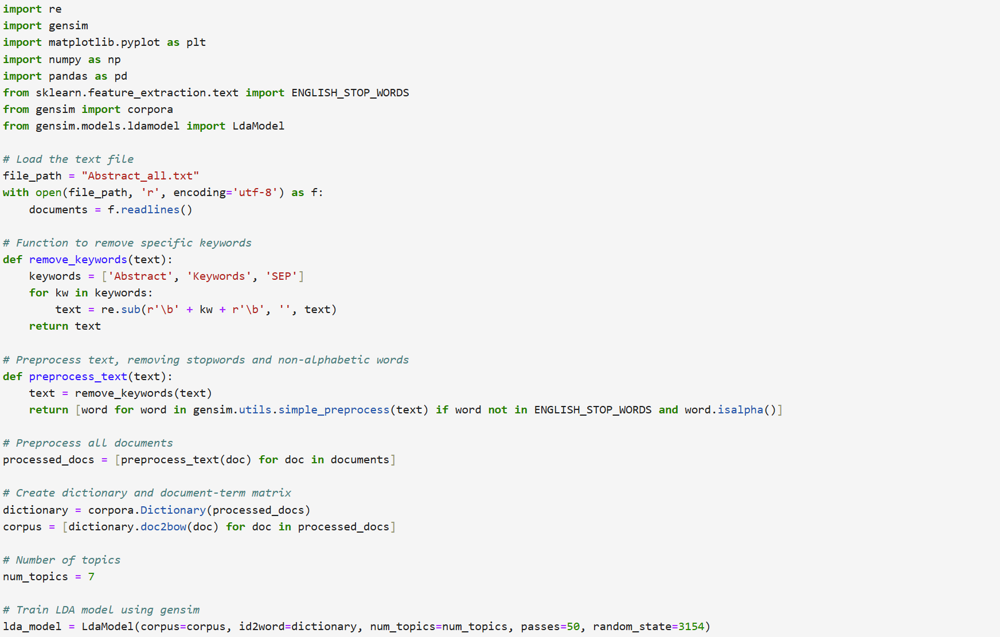 import re
import gensim
import matplotlib.pyplot as plt
import numpy as np
import pandas as pd
from sklearn.feature_extraction.text import ENGLISH_STOP_WORDS
from gensim import corpora
from gensim.models.ldamodel import LdaModel

# Load the text file
file_path = "Abstract_all.txt"
with open(file_path, 'r', encoding='utf-8') as f:
    documents = f.readlines()

# Function to remove specific keywords
def remove_keywords(text):
    keywords = ['Abstract', 'Keywords', 'SEP']
    for kw in keywords:
        text = re.sub(r'\b' + kw + r'\b', '', text)
    return text

# Preprocess text, removing stopwords and non-alphabetic words
def preprocess_text(text):
    text = remove_keywords(text)
    return [word for word in gensim.utils.simple_preprocess(text) if word not in ENGLISH_STOP_WORDS and word.isalpha()]

# Preprocess all documents
processed_docs = [preprocess_text(doc) for doc in documents]

# Create dictionary and document-term matrix
dictionary = corpora.Dictionary(processed_docs)
corpus = [dictionary.doc2bow(doc) for doc in processed_docs]

# Number of topics
num_topics = 7

# Train LDA model using gensim
lda_model = LdaModel(corpus=corpus, id2word=dictionary, num_topics=num_topics, passes=50, random_state=3154)